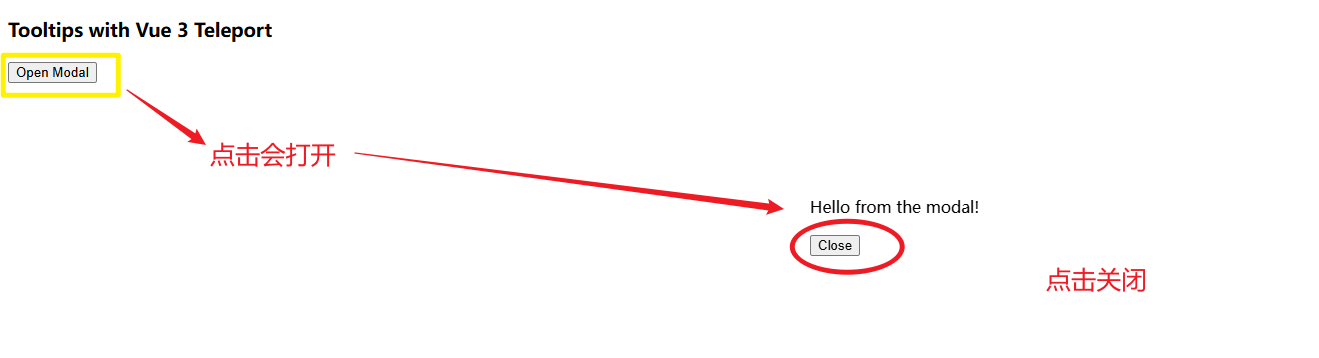 Tooltips with Vue 3 Teleport
Open Modal
点击会打开
Hello from the modal!
Close
点击关闭